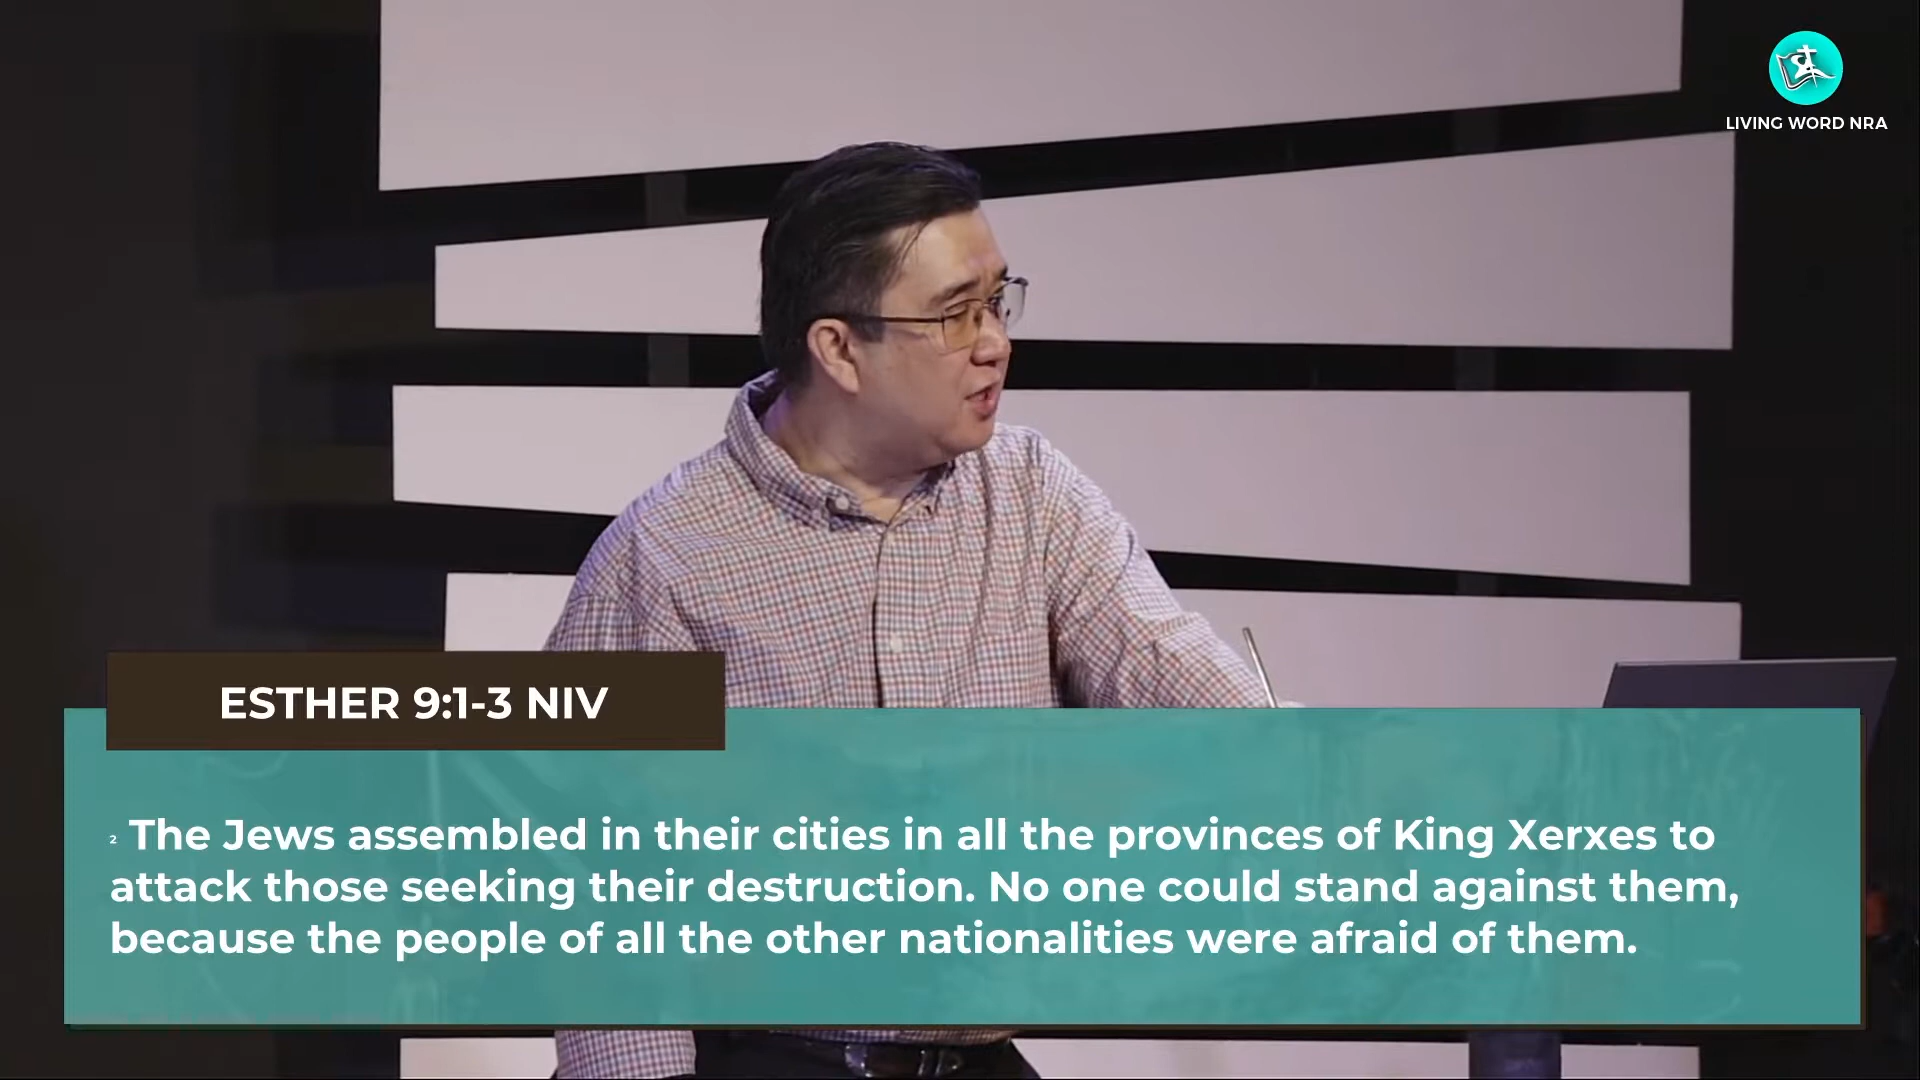 LIVING WORD NRA
ESTHER 9:1-3 NIV
2 The Jews assembled in their cities in all the provinces of King Xerxes to
attack those seeking their destruction. No one could stand against them,
because the people of all the other nationalities were afraid of them.